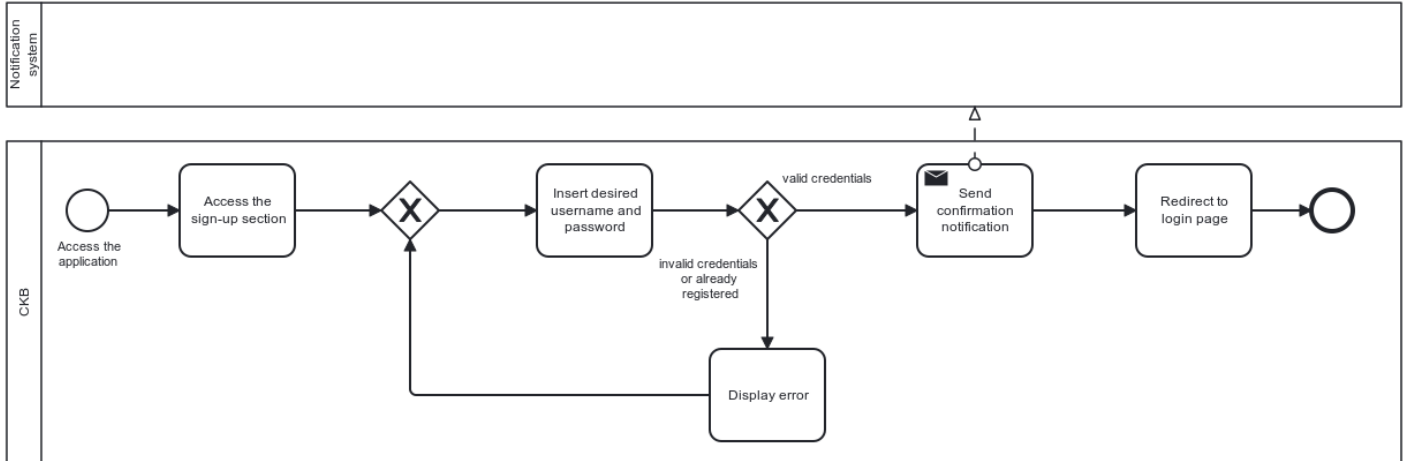 Notification
system
CKB
Access the
application
Access the
sign-up section
Insert desired
username and
password
valid credentials
invalid credentials
or already
registered
Display error
Send
confirmation
notification
Redirect to
login page